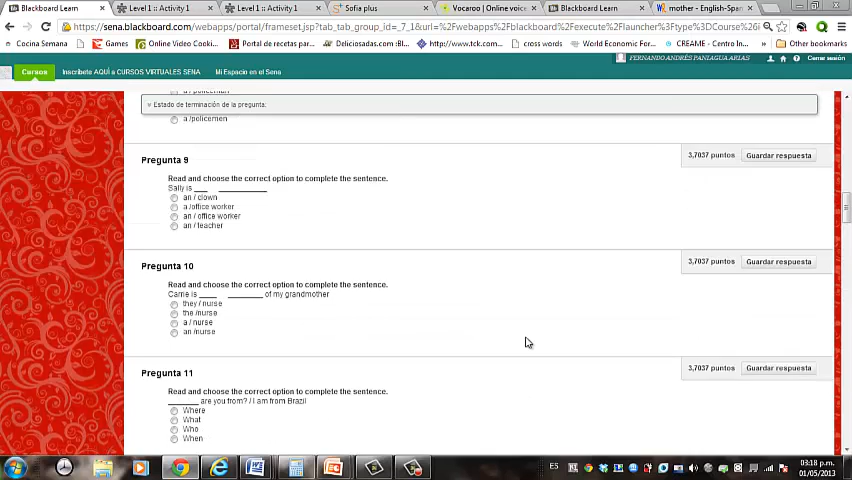 Blackboard Learn
Level 1 :: Activity 1
Level 1 :: Activity 1
Sofia plus
Vocaroo | Online voice
Blackboard Learn
mother - English-Span
https://sena.blackboard.com/webapps/portal/frameset.jsp?tab_tab_group_id=_7_1&url=%2Fwebapps%2Fblackboard%2Fexecute%2Flauncher%3Ftype%3DCourse%26i
Cocina Semana
Online Video Cooki...
Portal de recetas par...
Deliciosadas.com | Bl...
http://www.tck.com...
cross words
World Economic For...
CREAME – Centro In...
Other bookmarks
FERNANDO ANDRÉS PANIAGUA ARIAS
Cerrar sesión
Cursos
Inscríbete AQUÍ a CURSOS VIRTUALES SENA
Mi Espacio en el Sena
a / policeman
Estado de terminación de la pregunta:
a /policemen
Pregunta 9
3,7037 puntos
Guardar respuesta
Read and choose the correct option to complete the sentence.
Sally is ___ ___________
an / clown
a /office worker
an / office worker
an / teacher
Pregunta 10
3,7037 puntos
Guardar respuesta
Read and choose the correct option to complete the sentence.
Carrie is ____ ________ of my grandmother
they / nurse
the /nurse
a / nurse
an /nurse
Pregunta 11
3,7037 puntos
Guardar respuesta
Read and choose the correct option to complete the sentence.
_______ are you from? / I am from Brazil
Where
What
Who
When
ES
03:18 p.m.
01/05/2013